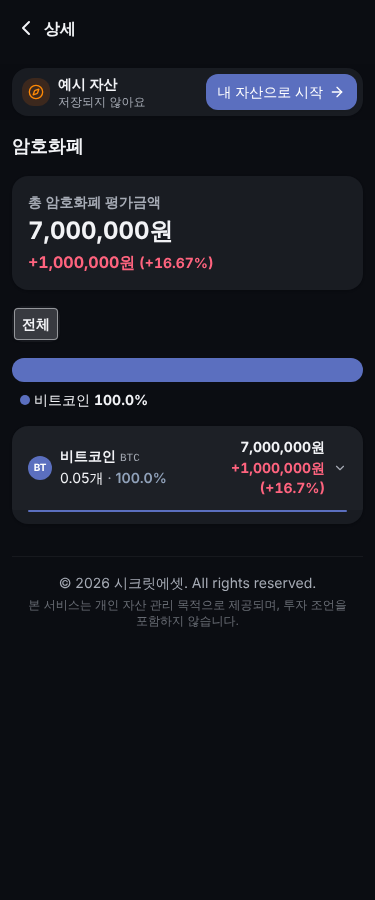 상세
예시 자산
저장되지 않아요
내 자산으로 시작
암호화폐
총 암호화폐 평가금액
7,000,000원
+1,000,000원 (+16.67%)
전체
비트코인 100.0%
BT
비트코인 BTC
0.05개 · 100.0%
7,000,000원
+1,000,000원
(+16.7%)
© 2026 시크릿에셋. All rights reserved.
본 서비스는 개인 자산 관리 목적으로 제공되며, 투자 조언을
포함하지 않습니다.